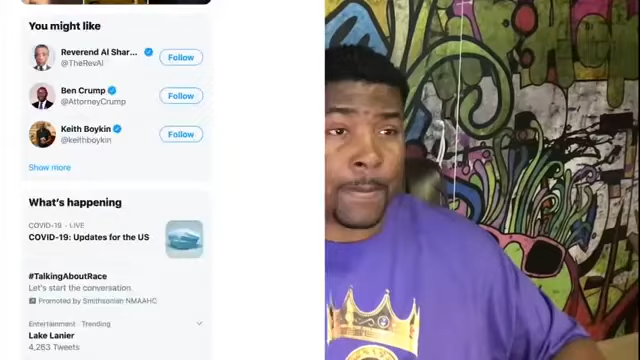 You might like
Reverend Al Shar...
@TheRevAl
Follow
Ben Crump
@AttorneyCrump
Follow
Keith Boykin
@keithboykin
Follow
Show more
What's happening
COVID-19 · LIVE
COVID-19: Updates for the US
#TalkingAboutRace
Let's start the conversation.
Promoted by Smithsonian NMAAHC
Entertainment · Trending
Lake Lanier
4,263 Tweets